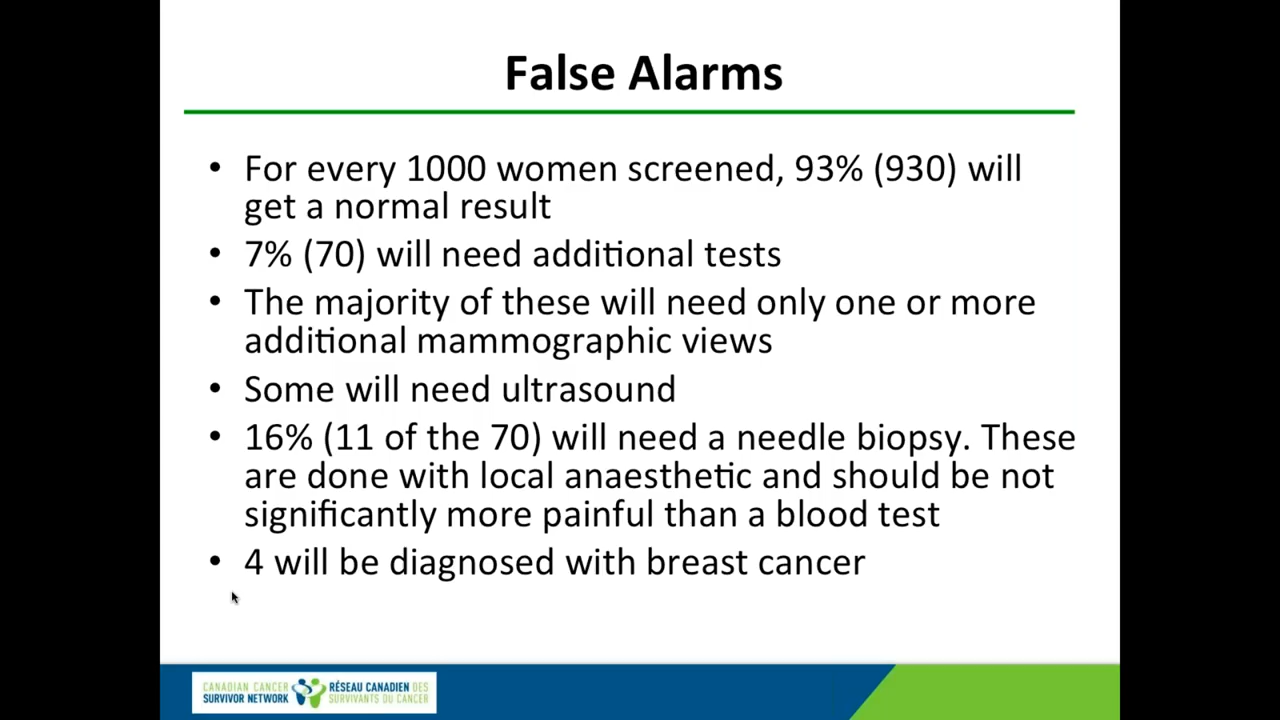 False Alarms
• For every 1000 women screened, 93% (930) will
get a normal result
• 7% (70) will need additional tests
• The majority of these will need only one or more
additional mammographic views
• Some will need ultrasound
• 16% (11 of the 70) will need a needle biopsy. These
are done with local anaesthetic and should be not
significantly more painful than a blood test
• 4 will be diagnosed with breast cancer
CANADIAN CANCER
SURVIVOR NETWORK
RÉSEAU CANADIEN DES
SURVIVANTS DU CANCER